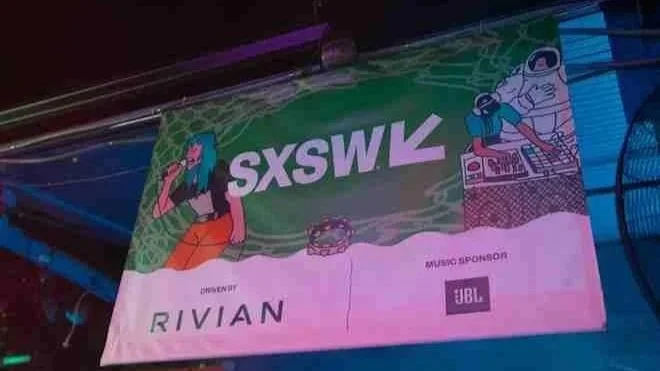 SXSW
DRIVEN BY
RIVIAN
MUSIC SPONSOR
JBL